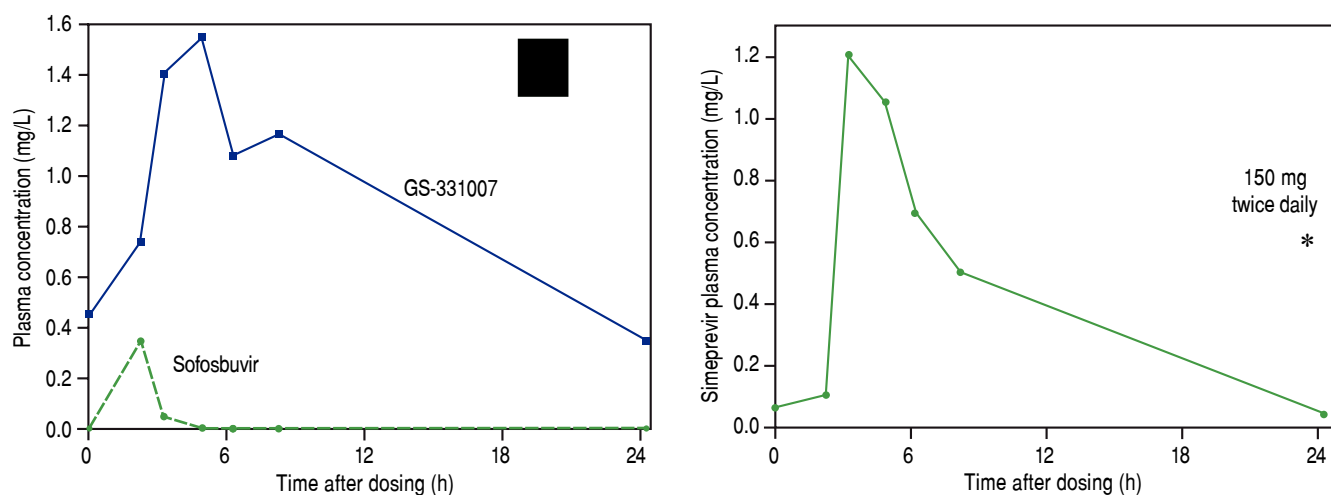 Plasma concentration (mg/L)
1.6
1.4
1.2
1.0
0.8
0.6
0.4
0.2
0.0
GS-331007
Sofosbuvir
0 6 12 18 24
Time after dosing (h)
Simeprevir plasma concentration (mg/L)
1.2
1.0
0.8
0.6
0.4
0.2
0.0
150 mg
twice daily
*
0 6 12 18 24
Time after dosing (h)